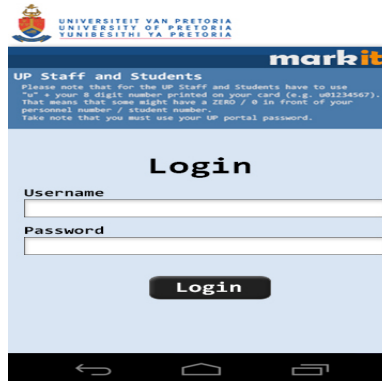 UNIVERSITEIT VAN PRETORIA
UNIVERSITY OF PRETORIA
YUNIBESITHI YA PRETORIA
markit
UP Staff and Students
Please note that for the UP Staff and Students have to use
"u" + your 8 digit number printed on your card (e.g. u01234567).
That means that some might have a ZERO / 0 in front of your
personnel number / student number.
Take note that you must use your UP portal password.
Login
Username
Password
Login